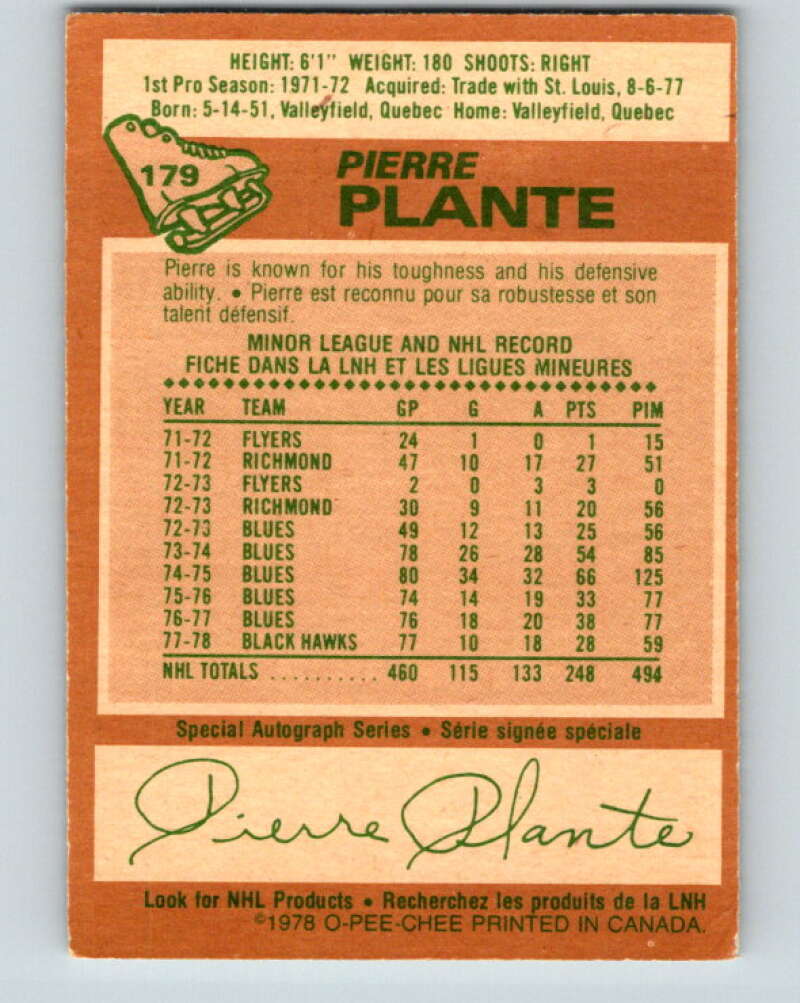 HEIGHT: 6'1" WEIGHT: 180 SHOOTS: RIGHT
1st Pro Season: 1971-72 Acquired: Trade with St. Louis, 8-6-77
Born: 5-14-51, Valleyfield, Quebec Home: Valleyfield, Quebec
179
PIERRE
PLANTE
Pierre is known for his toughness and his defensive
ability. • Pierre est reconnu pour sa robustesse et son
talent défensif.
MINOR LEAGUE AND NHL RECORD
FICHE DANS LA LNH ET LES LIGUES MINEURES
YEAR TEAM GP G A PTS PIM
71-72 FLYERS 24 1 0 1 15
71-72 RICHMOND 47 10 17 27 51
72-73 FLYERS 2 0 3 3 0
72-73 RICHMOND 30 9 11 20 56
72-73 BLUES 49 12 13 25 56
73-74 BLUES 78 26 28 54 85
74-75 BLUES 80 34 32 66 125
75-76 BLUES 74 14 19 33 77
76-77 BLUES 76 18 20 38 77
77-78 BLACK HAWKS 77 10 18 28 59
NHL TOTALS .......... 460 115 133 248 494
Special Autograph Series • Série signée spéciale
Pierre Plante
Look for NHL Products • Recherchez les produits de la LNH
©1978 O-PEE-CHEE PRINTED IN CANADA.